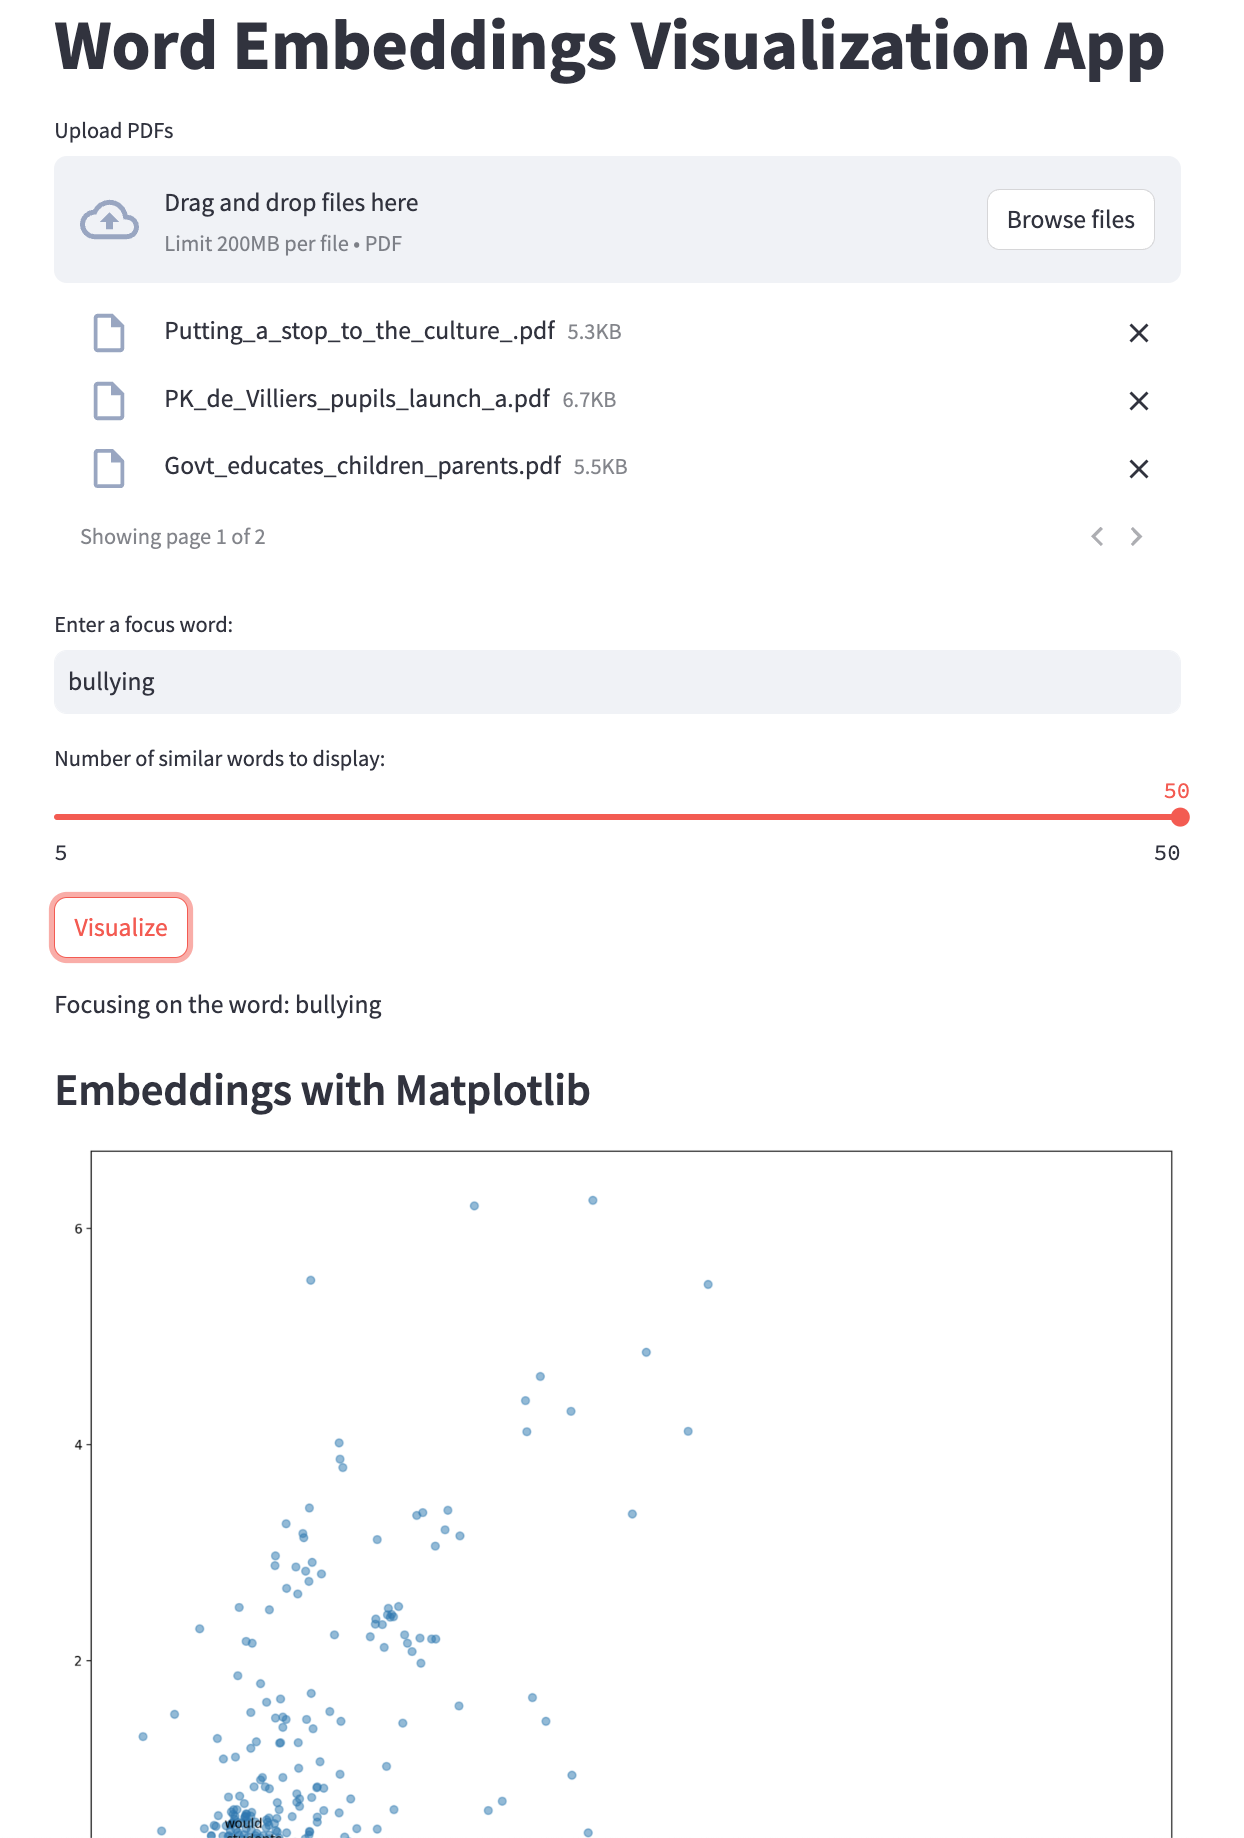 Word Embeddings Visualization App
Upload PDFs
Drag and drop files here
Limit 200MB per file • PDF
Browse files
Putting_a_stop_to_the_culture_.pdf 5.3KB
PK_de_Villiers_pupils_launch_a.pdf 6.7KB
Govt_educates_children_parents.pdf 5.5KB
Showing page 1 of 2
Enter a focus word:
bullying
Number of similar words to display:
50
5
50
Visualize
Focusing on the word: bullying
Embeddings with Matplotlib
6
4
2
would